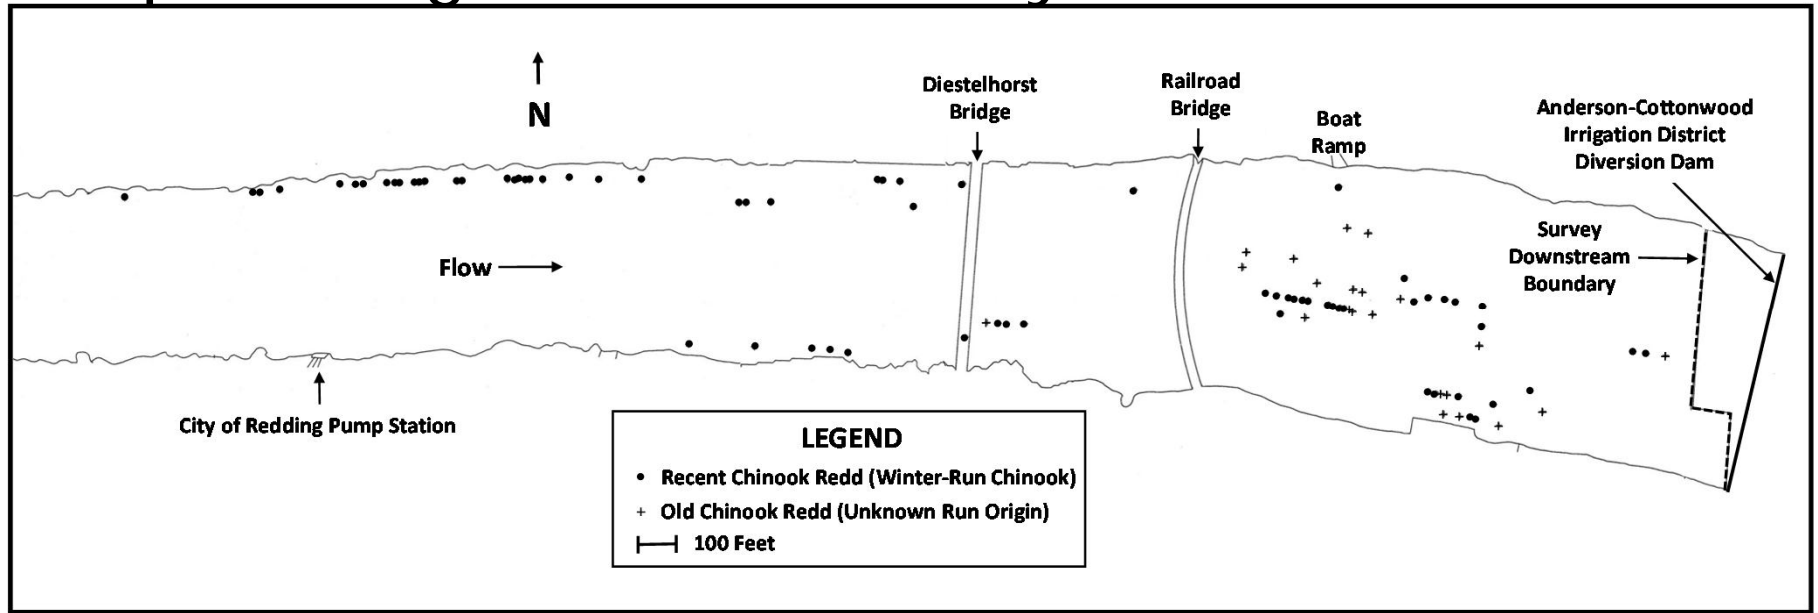 N
Diestelhorst
Bridge
Railroad
Bridge
Boat
Ramp
Anderson-Cottonwood
Irrigation District
Diversion Dam
Survey
Downstream
Boundary
Flow
City of Redding Pump Station
LEGEND
Recent Chinook Redd (Winter-Run Chinook)
Old Chinook Redd (Unknown Run Origin)
100 Feet